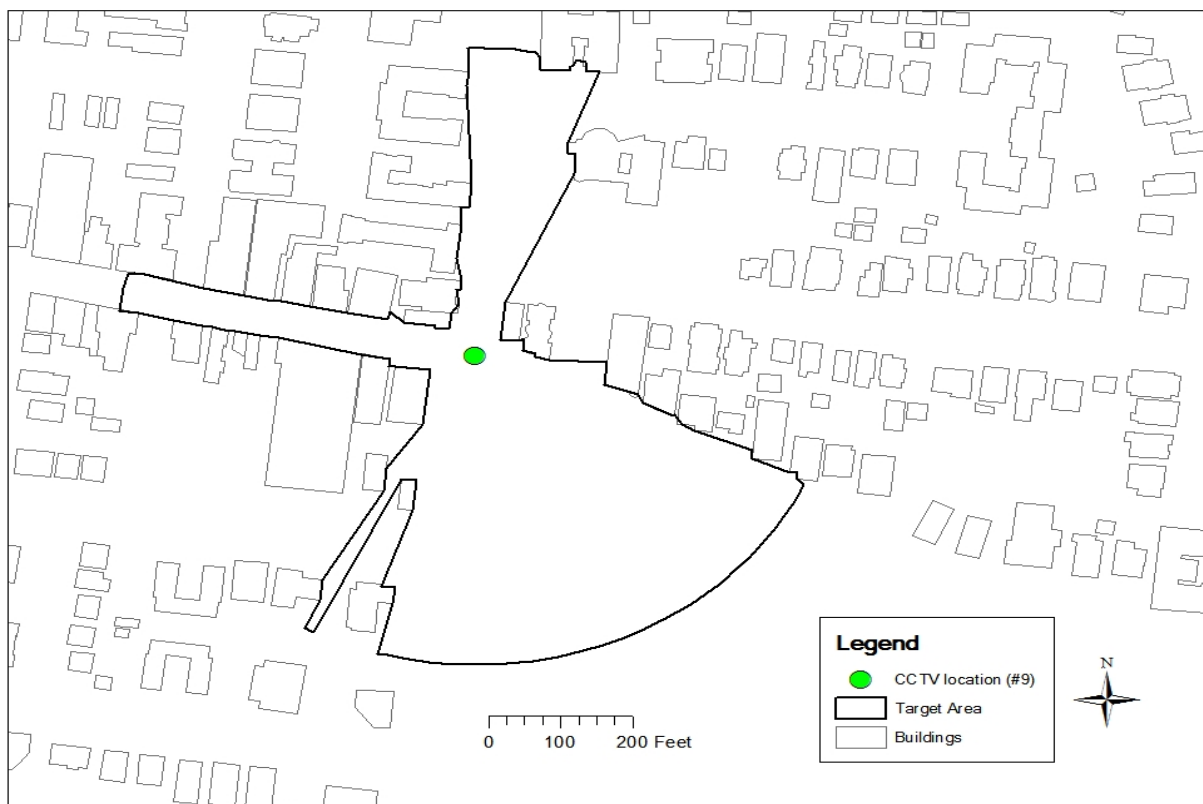 Legend
CCTV location (#9)
Target Area
Buildings
N
0 100 200 Feet